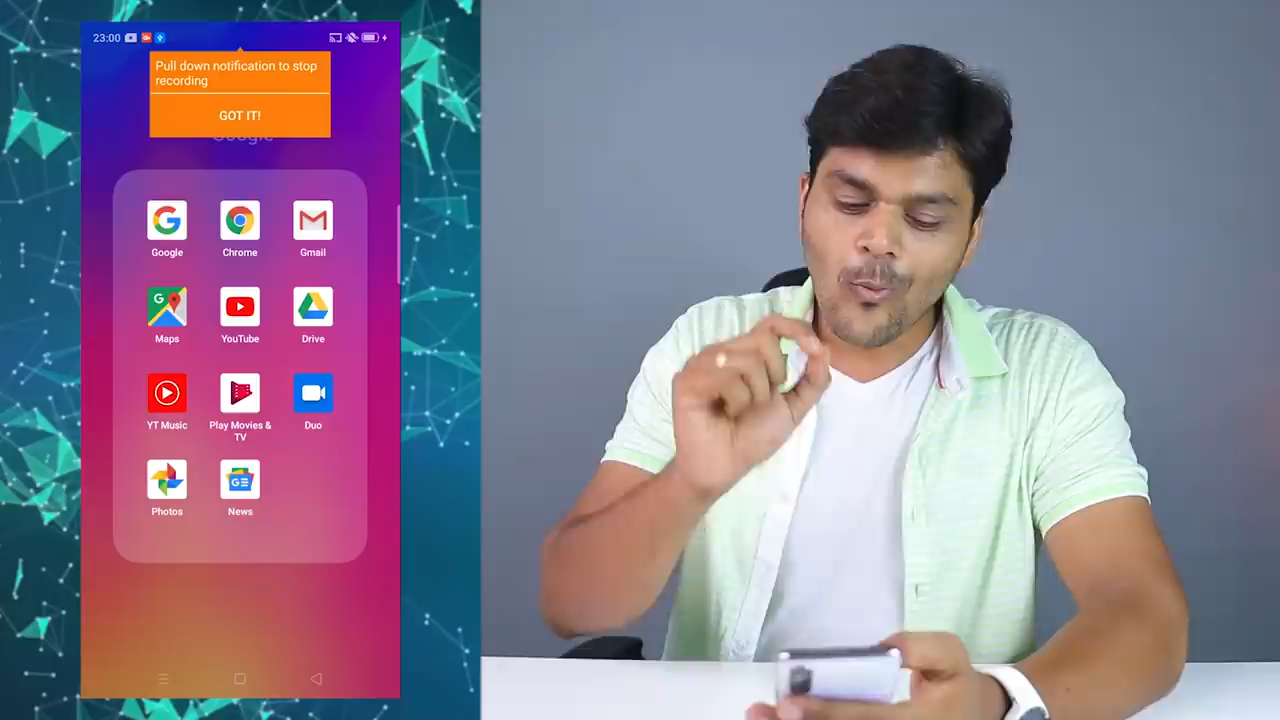 23:00
Pull down notification to stop
recording
GOT IT!
Google
Google
Chrome
Gmail
Maps
YouTube
Drive
YT Music
Play Movies &
TV
Duo
Photos
News